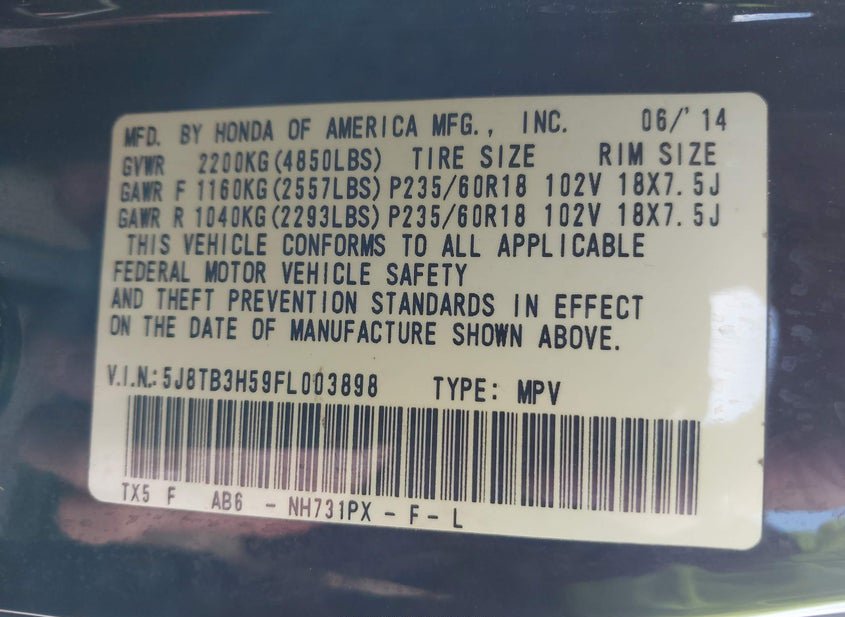 MFD. BY HONDA OF AMERICA MFG., INC. 06/'14
GVWR 2200KG(4850LBS) TIRE SIZE RIM SIZE
GAWR F 1160KG(2557LBS) P235/60R18 102V 18X7.5J
GAWR R 1040KG(2293LBS) P235/60R18 102V 18X7.5J
THIS VEHICLE CONFORMS TO ALL APPLICABLE
FEDERAL MOTOR VEHICLE SAFETY
AND THEFT PREVENTION STANDARDS IN EFFECT
ON THE DATE OF MANUFACTURE SHOWN ABOVE.
V.I.N.: 5J8TB3H59FL003898 TYPE: MPV
TX5 F AB6 - NH731PX - F - L